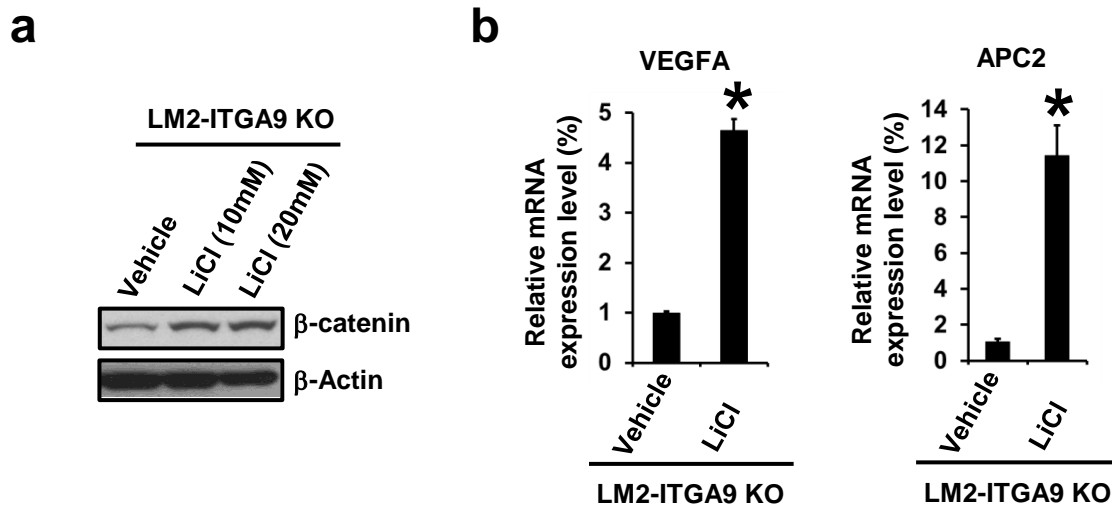 a
LM2-ITGA9 KO
Vehicle
LiCl (10mM)
LiCl (20mM)
β-catenin
β-Actin
b
VEGFA
Relative mRNA
expression level (%)
5
4
3
2
1
0
*
Vehicle
LiCl
LM2-ITGA9 KO
APC2
Relative mRNA
expression level (%)
14
12
10
8
6
4
2
0
*
Vehicle
LiCl
LM2-ITGA9 KO